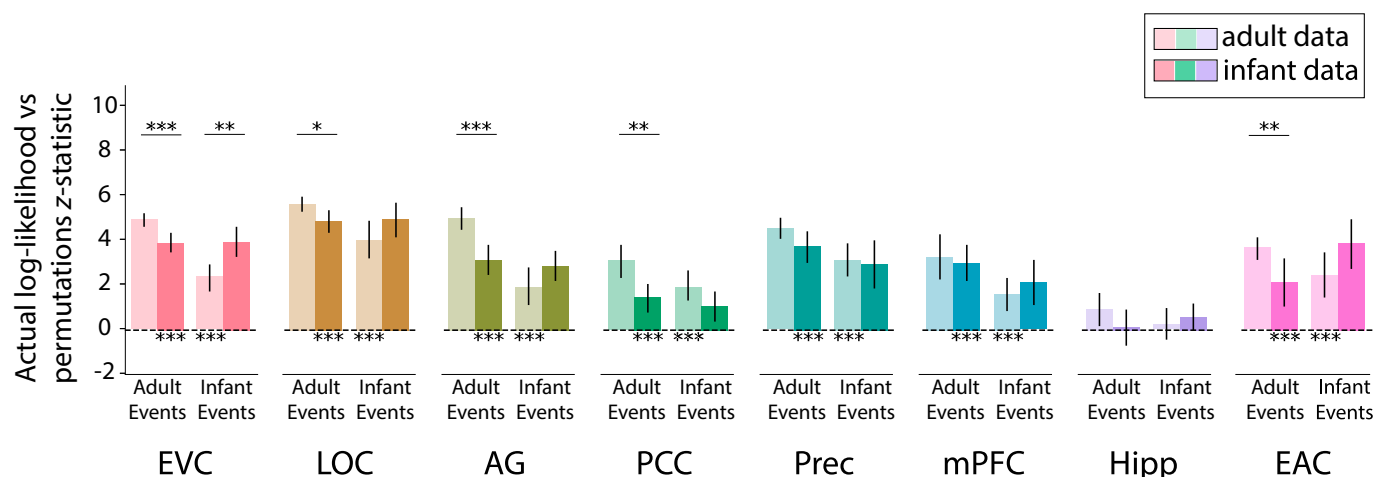 adult data
infant data
Actual log-likelihood vs
permutations z-statistic
10
8
6
4
2
0
-2
*** ** * *** ** **
*** *** *** *** *** *** *** *** *** *** *** *** *** ***
Adult Infant Adult Infant Adult Infant Adult Infant Adult Infant Adult Infant Adult Infant Adult Infant
Events Events Events Events Events Events Events Events Events Events Events Events Events Events Events Events
EVC LOC AG PCC Prec mPFC Hipp EAC